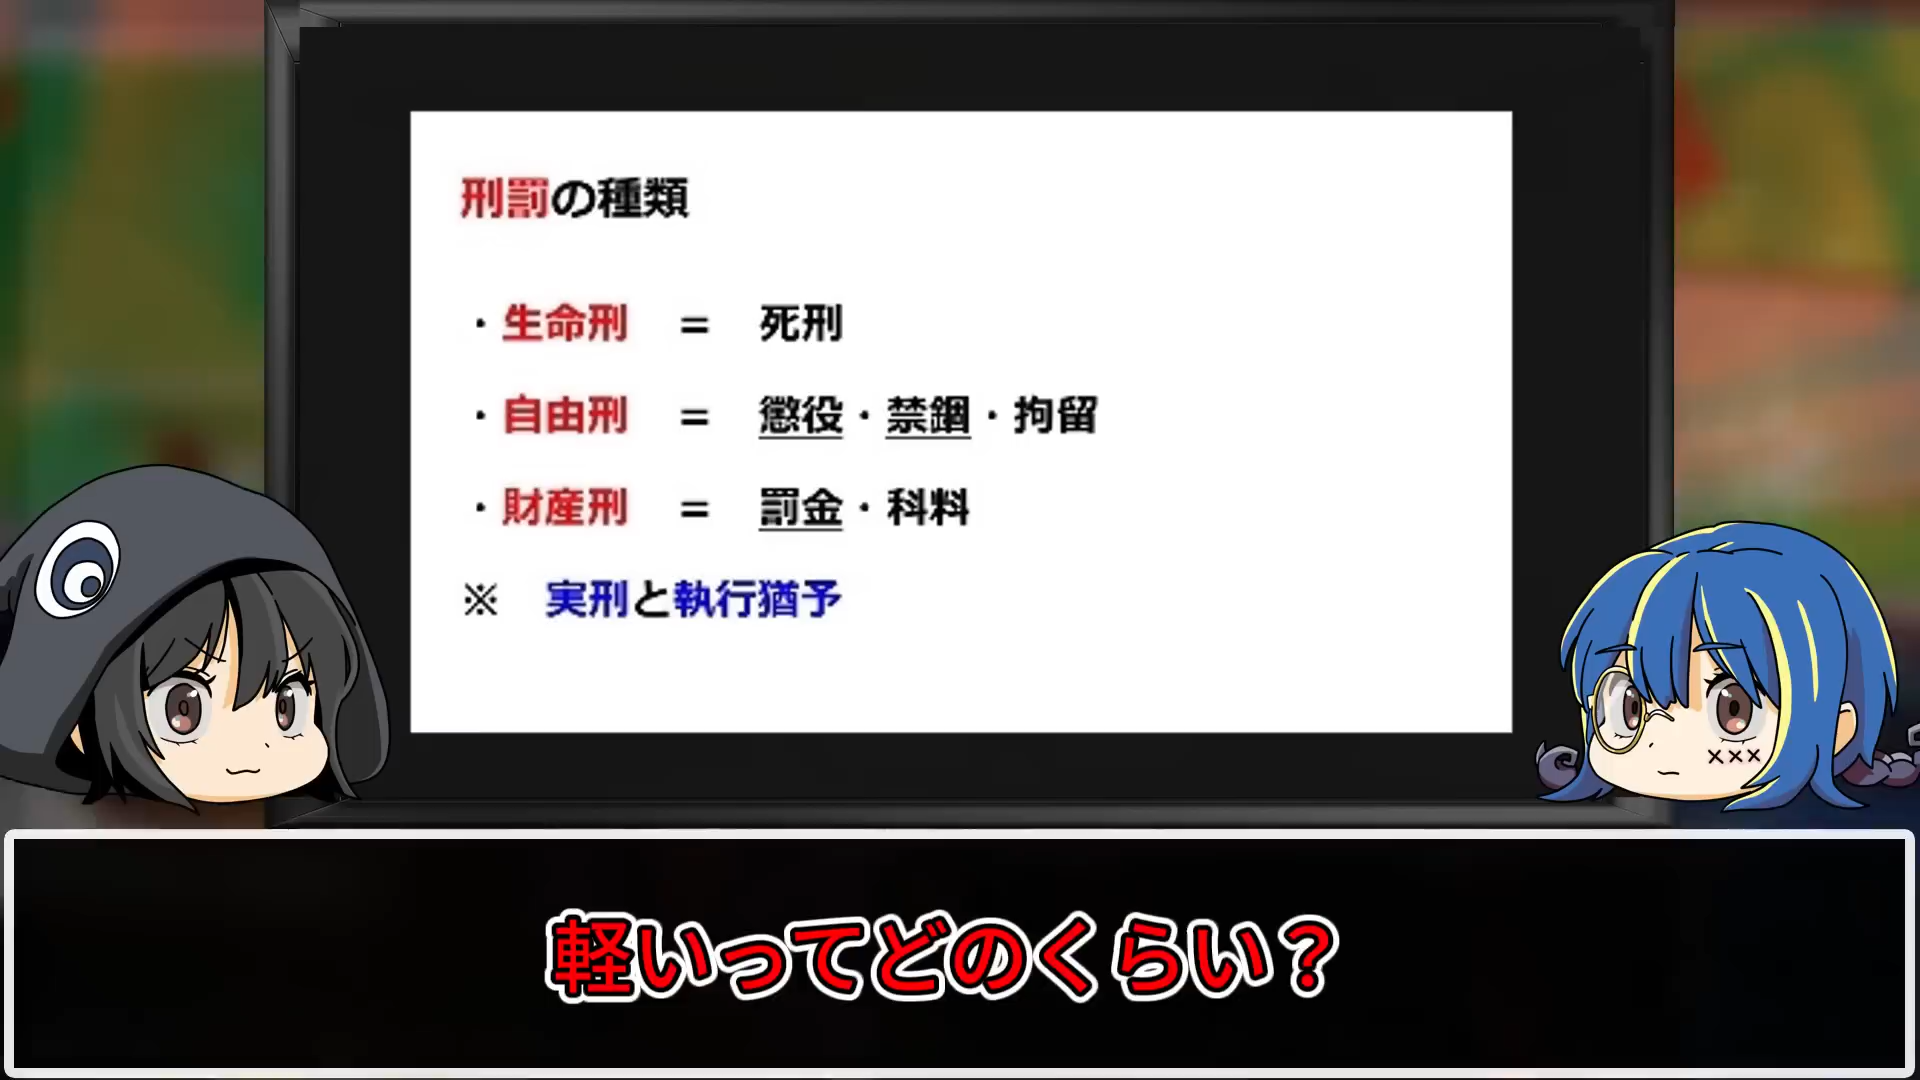 刑罰の種類
・生命刑 = 死刑
・自由刑 = 懲役・禁錮・拘留
・財産刑 = 罰金・科料
※ 実刑と執行猶予
×××
軽いってどのくらい？